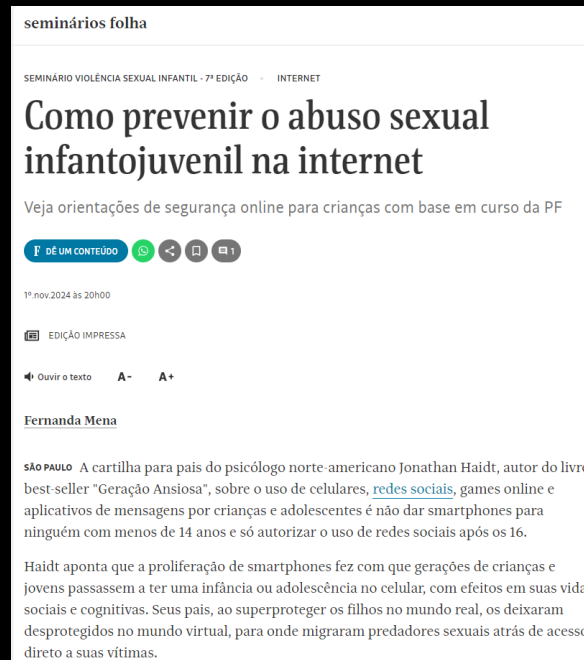 seminários folha
SEMINÁRIO VIOLÊNCIA SEXUAL INFANTIL - 7ª EDIÇÃO · INTERNET
Como prevenir o abuso sexual
infantojuvenil na internet
Veja orientações de segurança online para crianças com base em curso da PF
F DÊ UM CONTEÚDO 1
1º.nov.2024 às 20h00
EDIÇÃO IMPRESSA
Ouvir o texto A- A+
Fernanda Mena
SÃO PAULO A cartilha para pais do psicólogo norte-americano Jonathan Haidt, autor do livro
best-seller "Geração Ansiosa", sobre o uso de celulares, redes sociais, games online e
aplicativos de mensagens por crianças e adolescentes é não dar smartphones para
ninguém com menos de 14 anos e só autorizar o uso de redes sociais após os 16.
Haidt aponta que a proliferação de smartphones fez com que gerações de crianças e
jovens passassem a ter uma infância ou adolescência no celular, com efeitos em suas vida
sociais e cognitivas. Seus pais, ao superproteger os filhos no mundo real, os deixaram
desprotegidos no mundo virtual, para onde migraram predadores sexuais atrás de acesso
direto a suas vítimas.